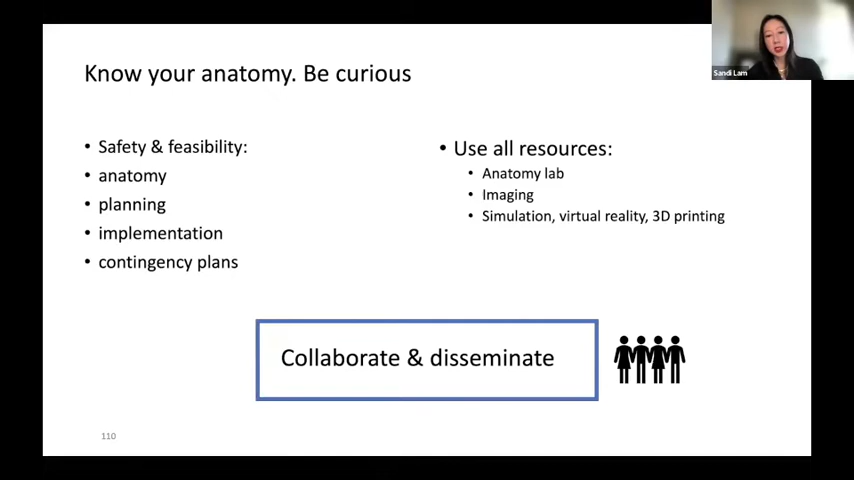 Know your anatomy. Be curious
Sandi Lam
• Safety & feasibility:
• anatomy
• planning
• implementation
• contingency plans
• Use all resources:
• Anatomy lab
• Imaging
• Simulation, virtual reality, 3D printing
Collaborate & disseminate
110